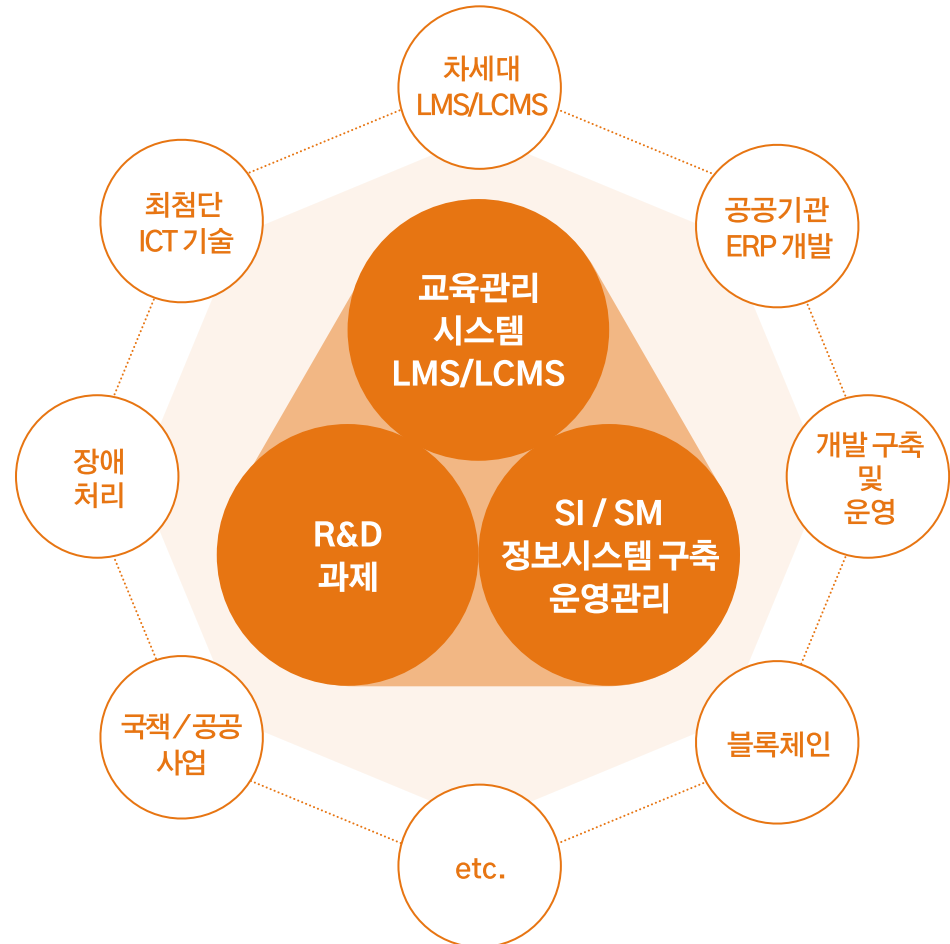 차세대
LMS/LCMS
최첨단
ICT 기술
공공기관
ERP 개발
교육관리
시스템
LMS/LCMS
장애
처리
개발 구축
및
운영
R&D
과제
SI / SM
정보시스템 구축
운영관리
국책 / 공공
사업
블록체인
etc.